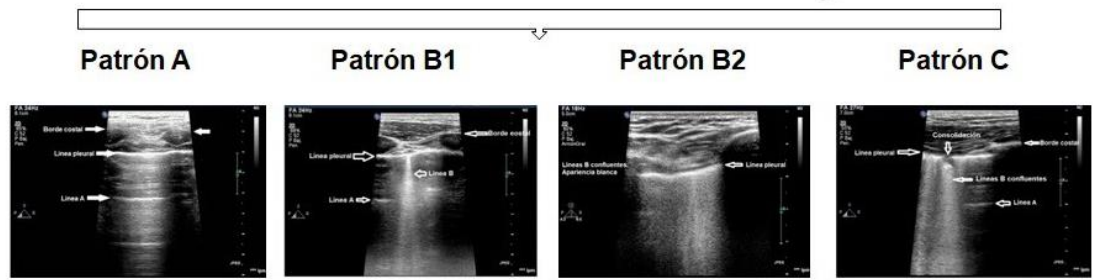 Patrón A
Patrón B1
Patrón B2
Patrón C
Borde costal
Línea pleural
Línea A
Borde costal
Línea pleural
Línea B
Línea A
Líneas B confluentes.
Apariencia blanca
Línea pleural
Consolidación
Línea pleural
Borde costal
Líneas B confluentes
Línea A